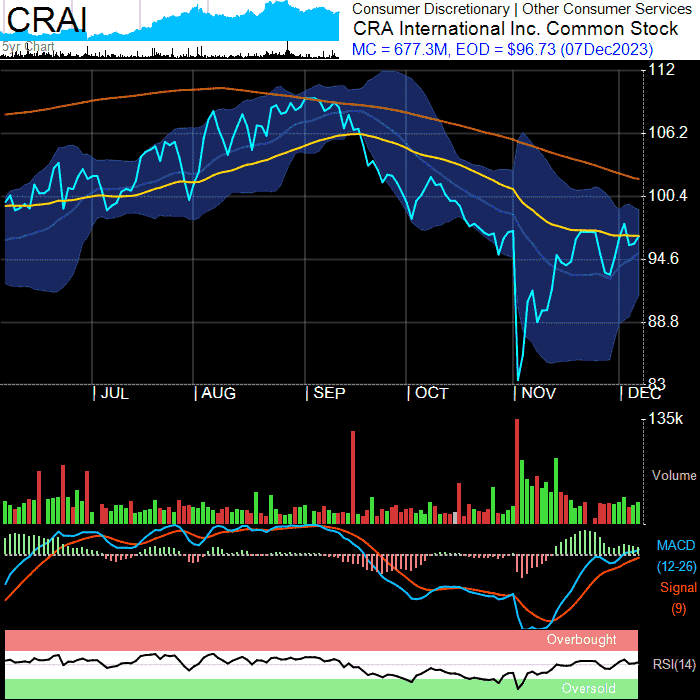 CRAI
5yr Chart
Consumer Discretionary | Other Consumer Services
CRA International Inc. Common Stock
MC = 677.3M, EOD = $96.73 (07Dec2023)
112
106.2
100.4
94.6
88.8
83
| JUL | AUG | SEP | OCT | NOV | DEC
135k
Volume
MACD
(12-26)
Signal
(9)
Overbought
RSI(14)
Oversold